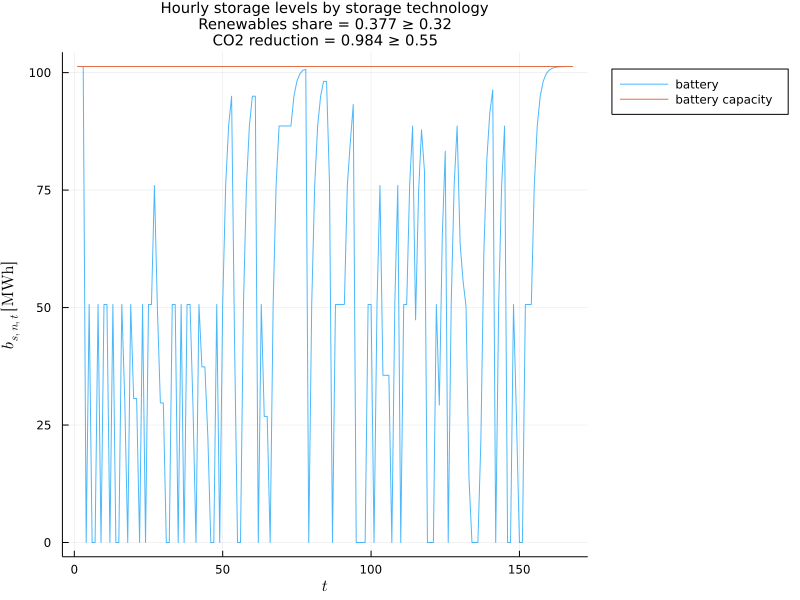 Hourly storage levels by storage technology
Renewables share = 0.377 ≥ 0.32
CO2 reduction = 0.984 ≥ 0.55
100
75
50
25
0
b_{s, n, t} [MWh]
0 50 100 150
t
battery
battery capacity